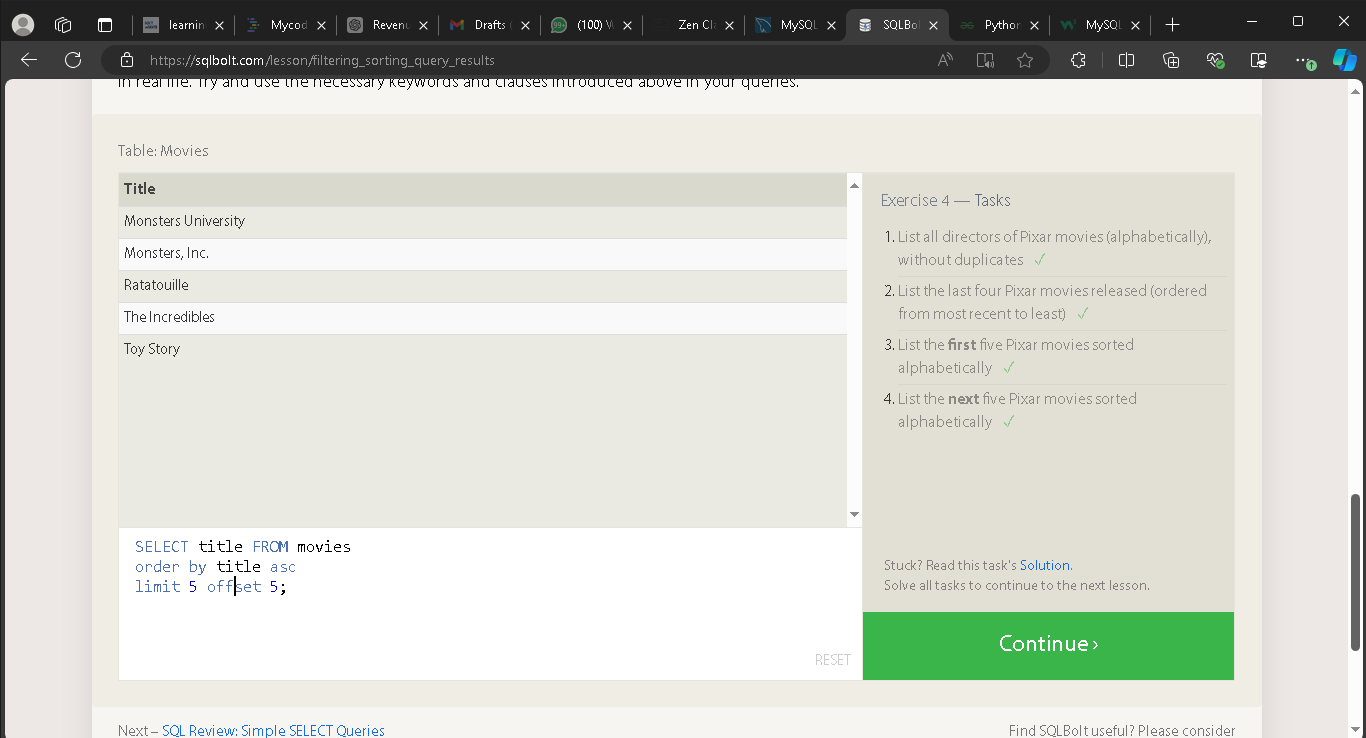 learnin
Mycod
Revenu
Drafts
99+
(100)
Zen Cl
MySQL
SQLBol
Python
MySQL
https://sqlbolt.com/lesson/filtering_sorting_query_results
in real life. Try and use the necessary keywords and clauses introduced above in your queries.
Table: Movies
Title
Monsters University
Monsters, Inc.
Ratatouille
The Incredibles
Toy Story
SELECT title FROM movies
order by title asc
limit 5 offset 5;
RESET
Exercise 4 — Tasks
1. List all directors of Pixar movies (alphabetically),
without duplicates ✓
2. List the last four Pixar movies released (ordered
from most recent to least) ✓
3. List the first five Pixar movies sorted
alphabetically ✓
4. List the next five Pixar movies sorted
alphabetically ✓
Stuck? Read this task's Solution.
Solve all tasks to continue to the next lesson.
Continue ›
Next – SQL Review: Simple SELECT Queries
Find SQLBolt useful? Please consider